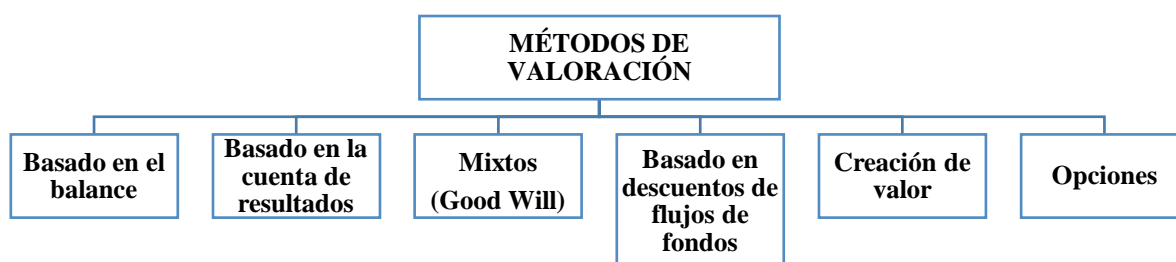 MÉTODOS DE
VALORACIÓN
Basado en el
balance
Basado en la
cuenta de
resultados
Mixtos
(Good Will)
Basado en
descuentos de
flujos de
fondos
Creación de
valor
Opciones